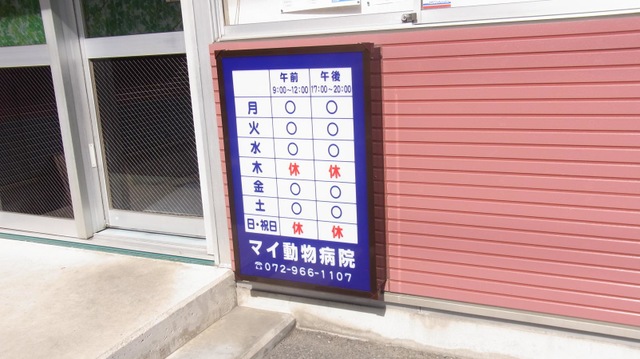 午前 午後
9:00～12:00 17:00～20:00
月 ○ ○
火 ○ ○
水 ○ ○
木 休 休
金 ○ ○
土 ○ ○
日・祝日 休 休
マイ動物病院
☎072-966-1107